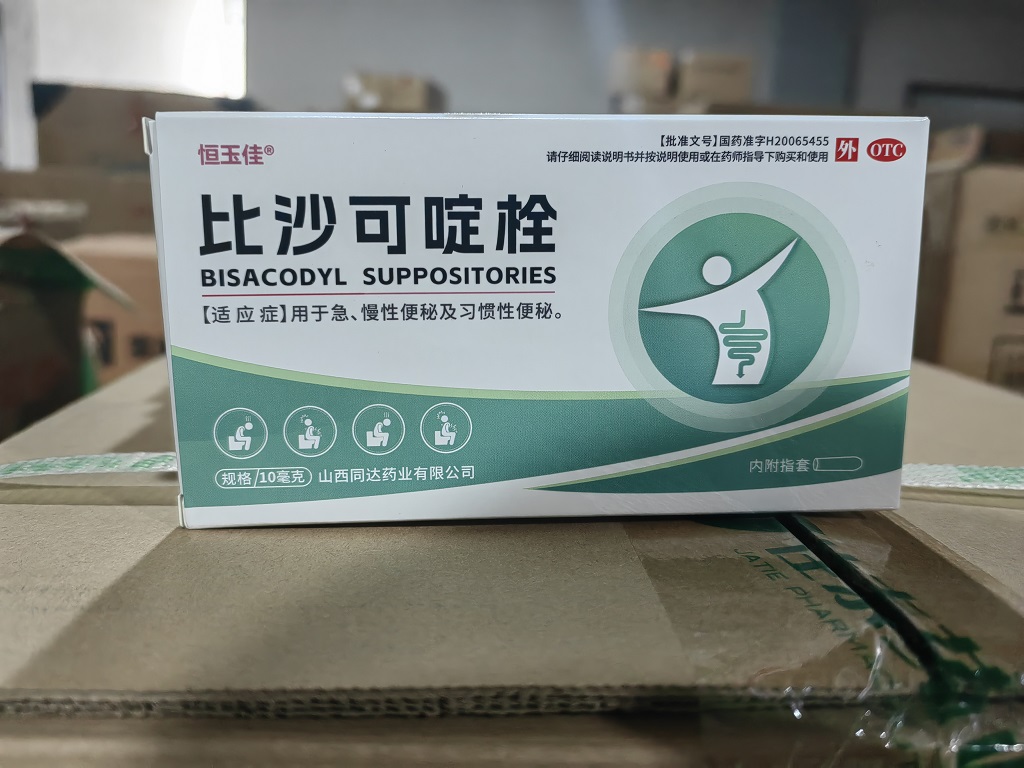 恒玉佳®
【批准文号】国药准字H20065455
请仔细阅读说明书并按说明使用或在药师指导下购买和使用
外 OTC
比沙可啶栓
BISACODYL SUPPOSITORIES
【适应症】用于急、慢性便秘及习惯性便秘。
规格/10毫克 山西同达药业有限公司
内附指套